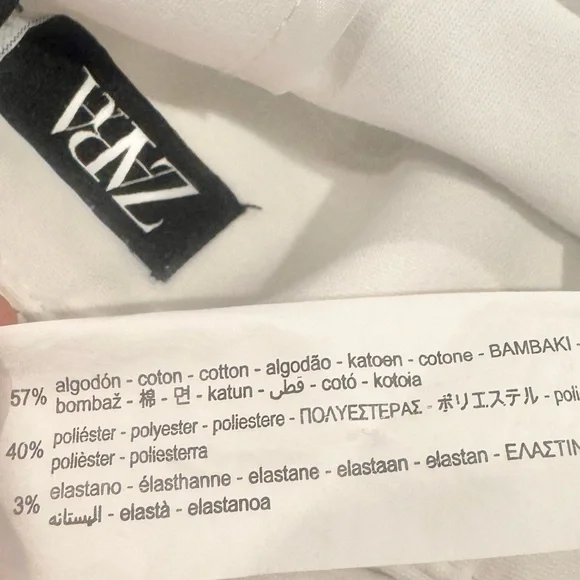 ZARA
57% algodón - coton - cotton - algodão - katoen - cotone - BAMBAKI -
bombaž - 棉 - 면 - katun - قطن - cotó - kotoia
40% poliéster - polyester - poliestere - ΠΟΛΥΕΣΤΕΡΑΣ - ポリエステル - poli
polièster - poliesterra
3% elastano - élasthanne - elastane - elastaan - elastan - ΕΛΑΣΤΙΝ
اليستانه - elastà - elastanoa